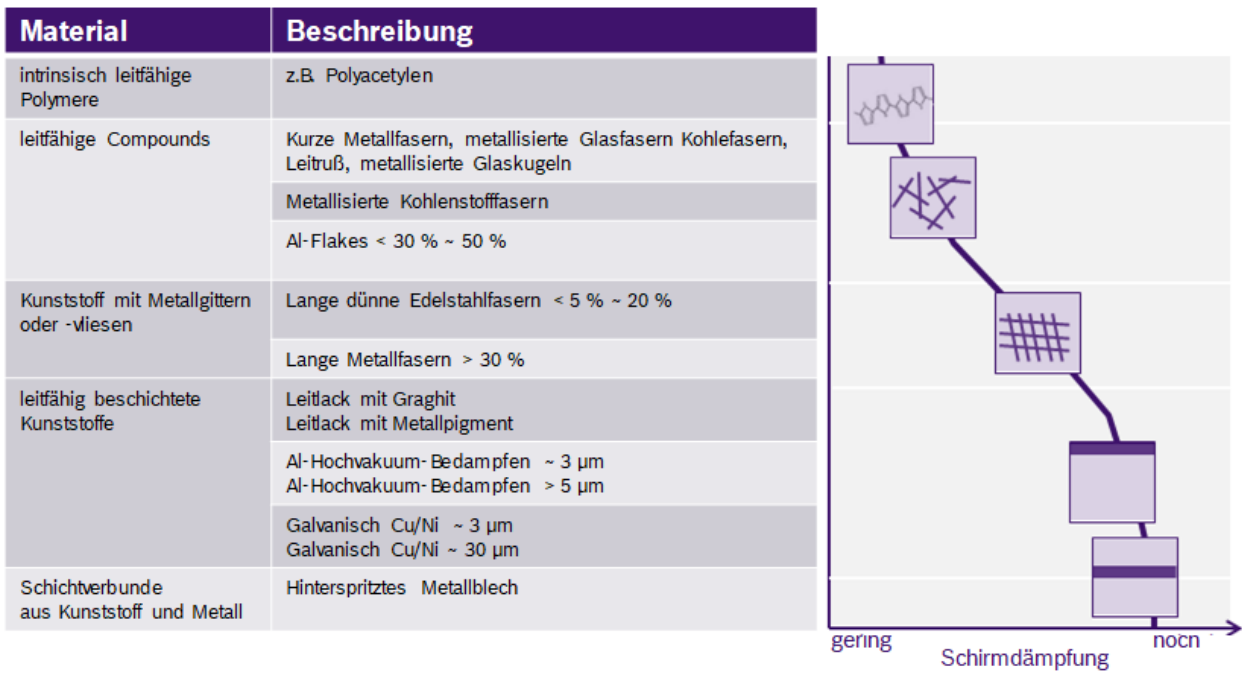 Material
Beschreibung
intrinsisch leitfähige
Polymere
z.B. Polyacetylen
leitfähige Compounds
Kurze Metallfasern, metallisierte Glasfasern Kohlefasern,
Leitruß, metallisierte Glaskugeln
Metallisierte Kohlenstofffasern
Al-Flakes < 30 % ~ 50 %
Kunststoff mit Metallgittern
oder -vliesen
Lange dünne Edelstahlfasern < 5 % ~ 20 %
Lange Metallfasern > 30 %
leitfähig beschichtete
Kunststoffe
Leitlack mit Graghit
Leitlack mit Metallpigment
Al-Hochvakuum-Bedampfen ~ 3 µm
Al-Hochvakuum-Bedampfen > 5 µm
Galvanisch Cu/Ni ~ 3 µm
Galvanisch Cu/Ni ~ 30 µm
Schichtverbunde
aus Kunststoff und Metall
Hinterspritztes Metallblech
gering
hoch
Schirmdämpfung